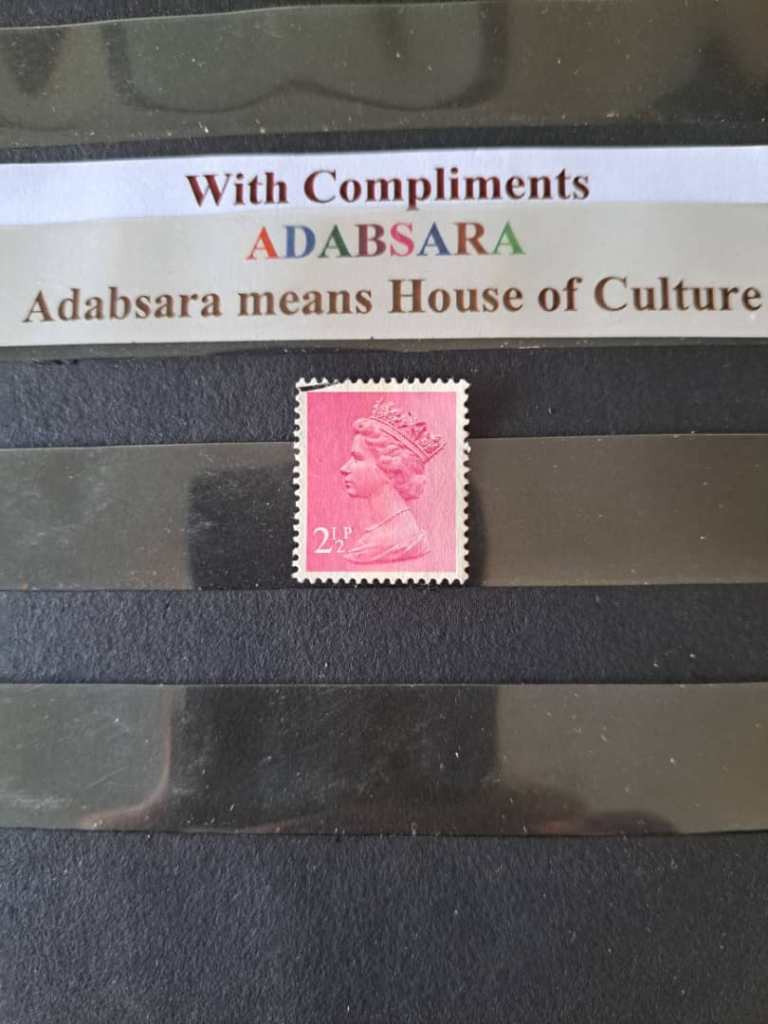 With Compliments
ADABSARA
Adabsara means House of Culture
2½P